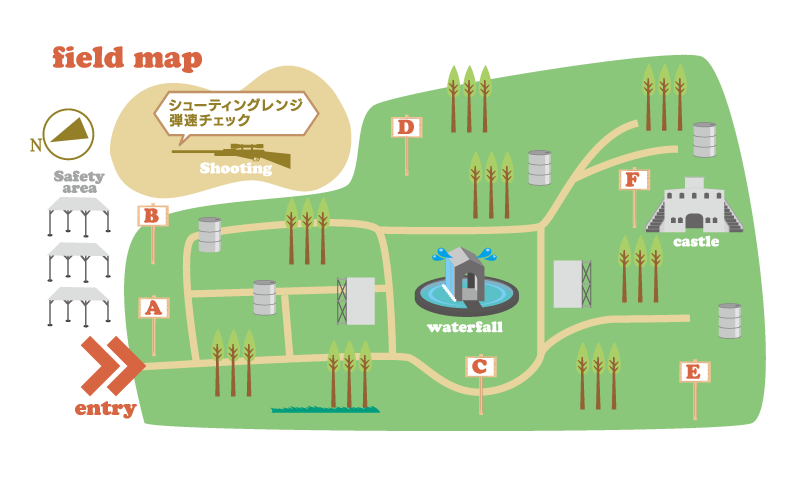 field map
シューティングレンジ
弾速チェック
Shooting
N
Safety
area
D
B
F
castle
A
waterfall
C
E
entry